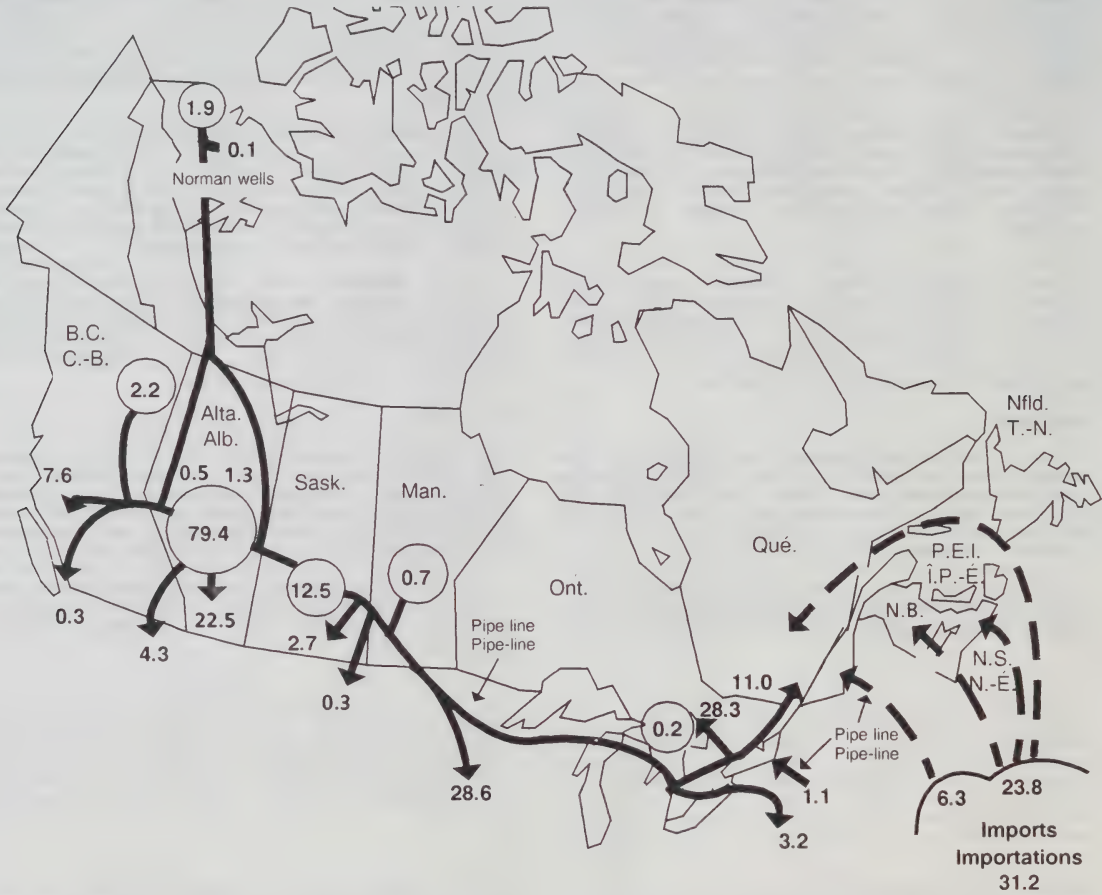 1.9
0.1
Norman wells
B.C.
C.-B.
2.2
Alta.
Alb.
Nfld.
T.-N.
7.6
0.5 1.3
Sask.
Man.
79.4
Qué.
P.E.I.
Î.P.-É.
12.5
0.7
Ont.
N.B.
0.3
22.5
2.7
Pipe line
Pipe-line
4.3
N.S.
N.-É.
0.3
11.0
0.2
28.3
Pipe line
Pipe-line
28.6
1.1
6.3
23.8
3.2
Imports
Importations
31.2